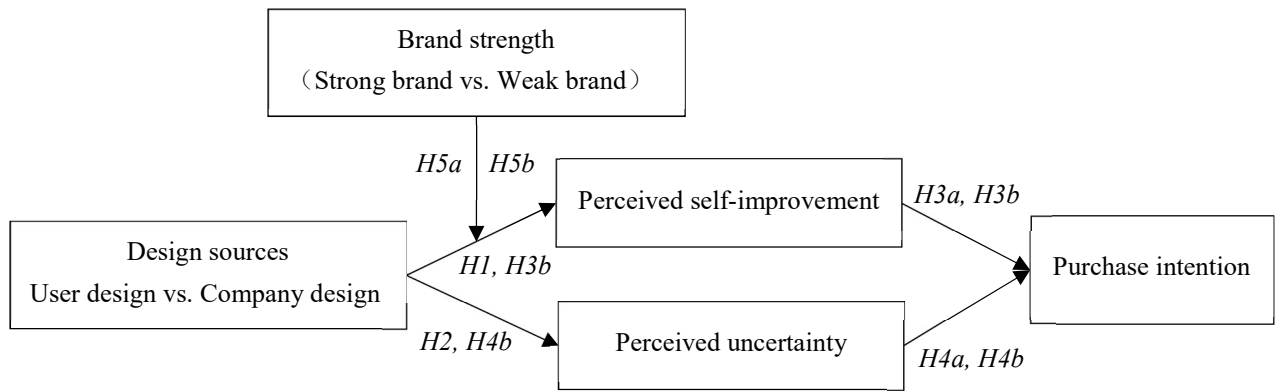 Brand strength
（Strong brand vs. Weak brand）
H5a
H5b
Perceived self-improvement
H3a, H3b
Design sources
User design vs. Company design
H1, H3b
Purchase intention
H2, H4b
Perceived uncertainty
H4a, H4b